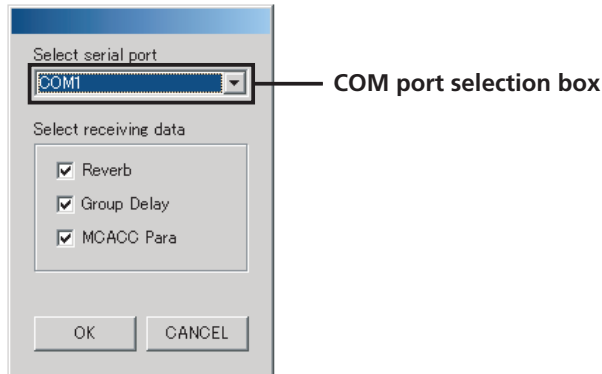 Select serial port
COM1
COM port selection box
Select receiving data
Reverb
Group Delay
MCACC Para
OK
CANCEL